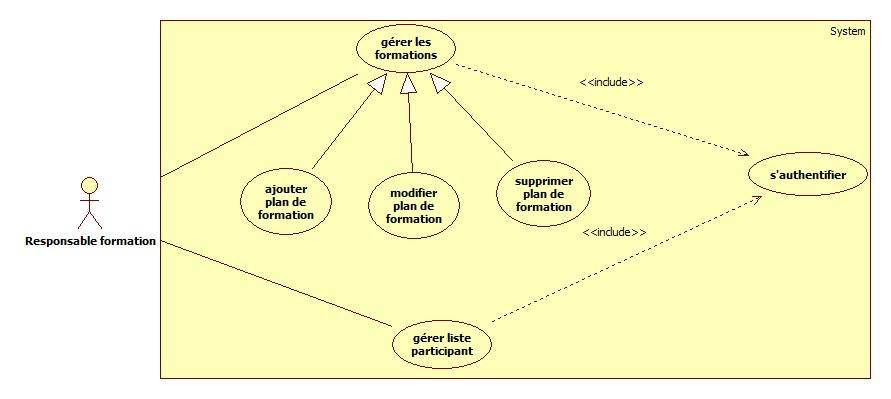 System
gérer les
formations
<<include>>
s'authentifier
ajouter
plan de
formation
modifier
plan de
formation
supprimer
plan de
formation
<<include>>
Responsable formation
gérer liste
participant